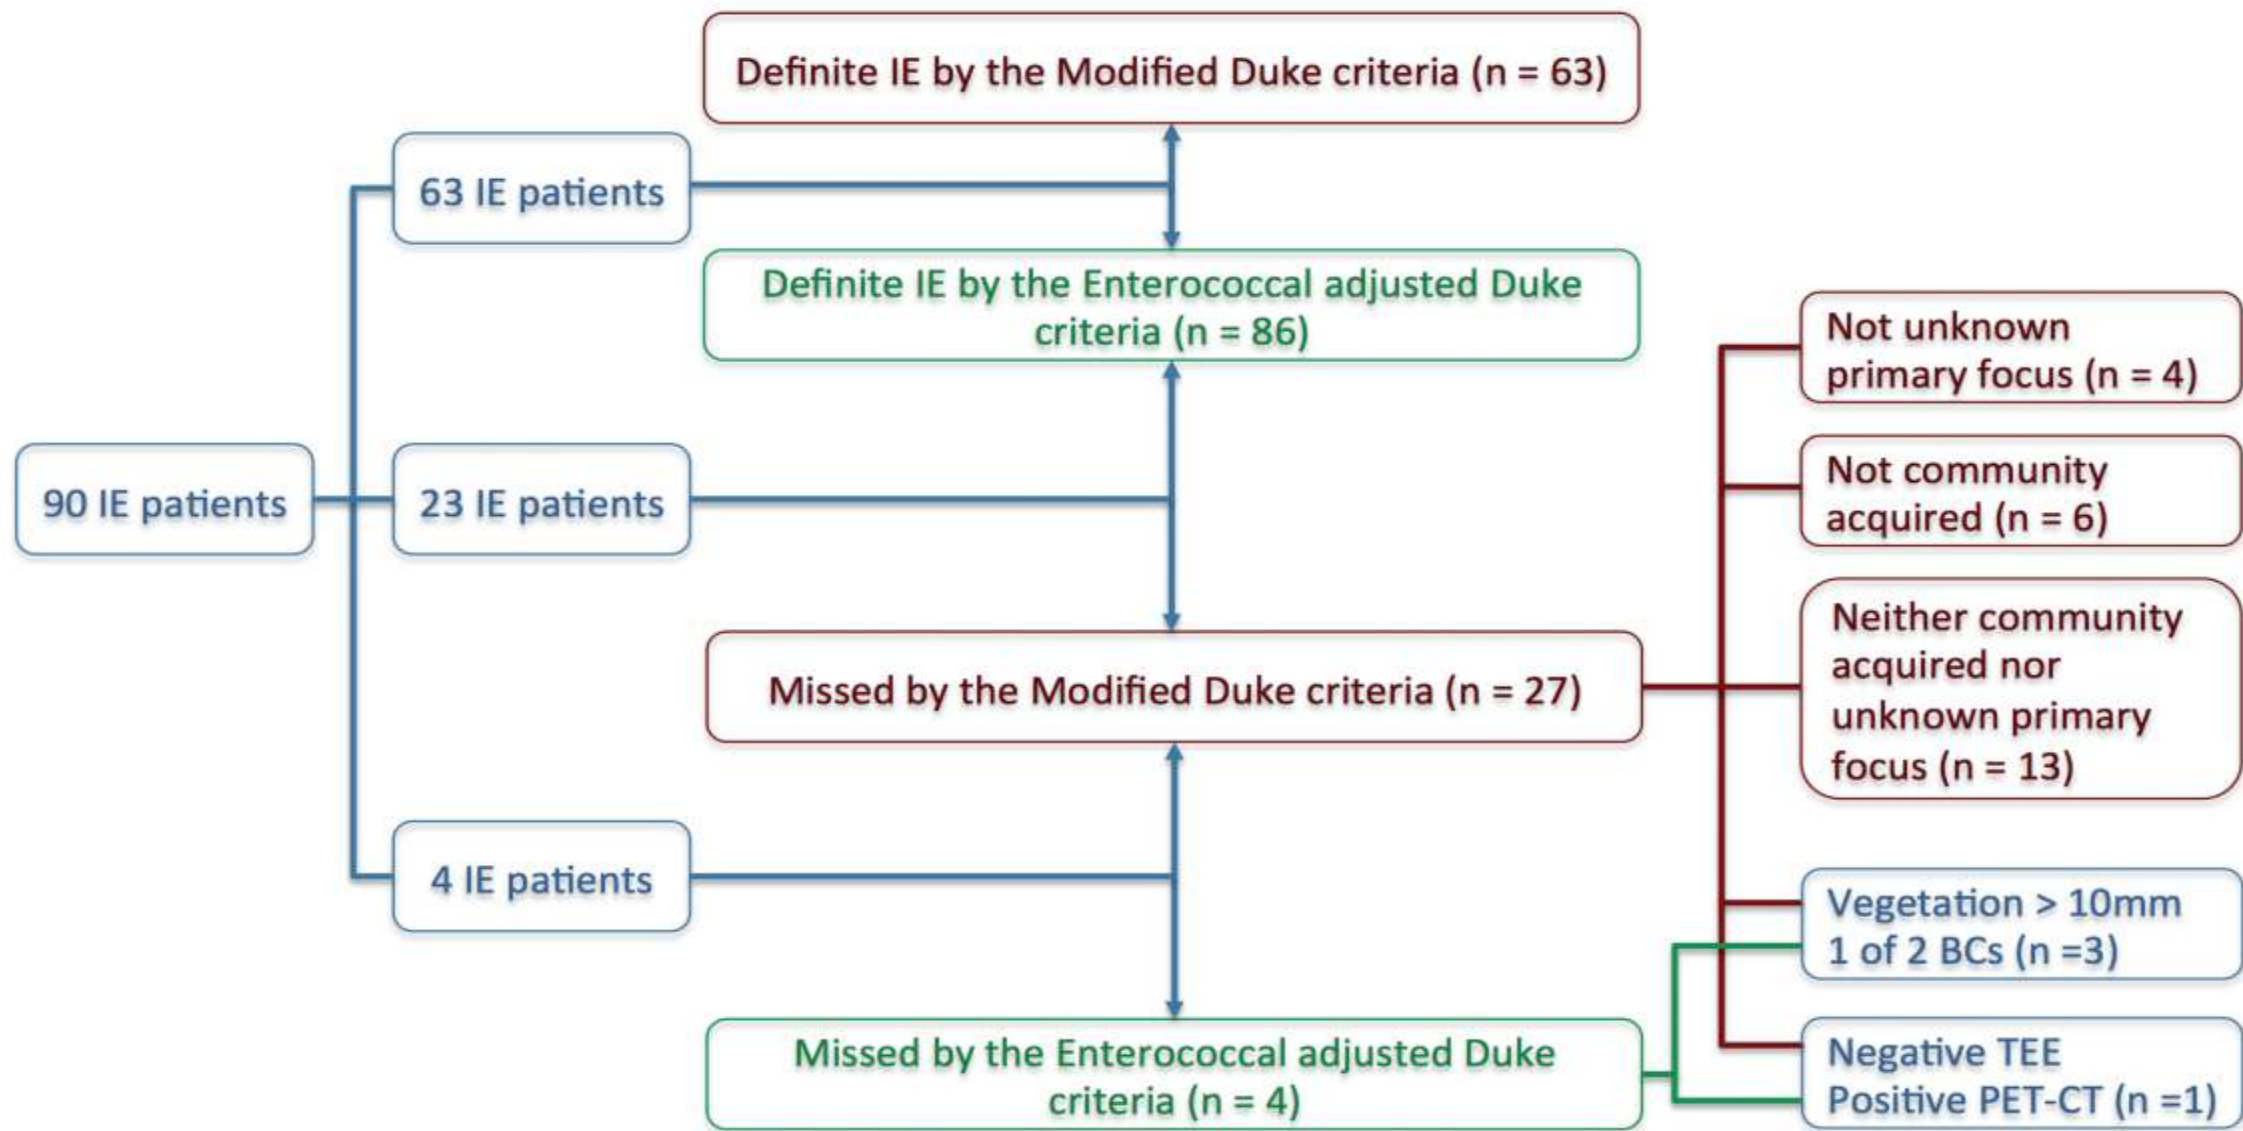 Definite IE by the Modified Duke criteria (n = 63)
63 IE patients
Definite IE by the Enterococcal adjusted Duke
criteria (n = 86)
90 IE patients
23 IE patients
Missed by the Modified Duke criteria (n = 27)
4 IE patients
Missed by the Enterococcal adjusted Duke
criteria (n = 4)
Not unknown
primary focus (n = 4)
Not community
acquired (n = 6)
Neither community
acquired nor
unknown primary
focus (n = 13)
Vegetation > 10mm
1 of 2 BCs (n =3)
Negative TEE
Positive PET-CT (n =1)